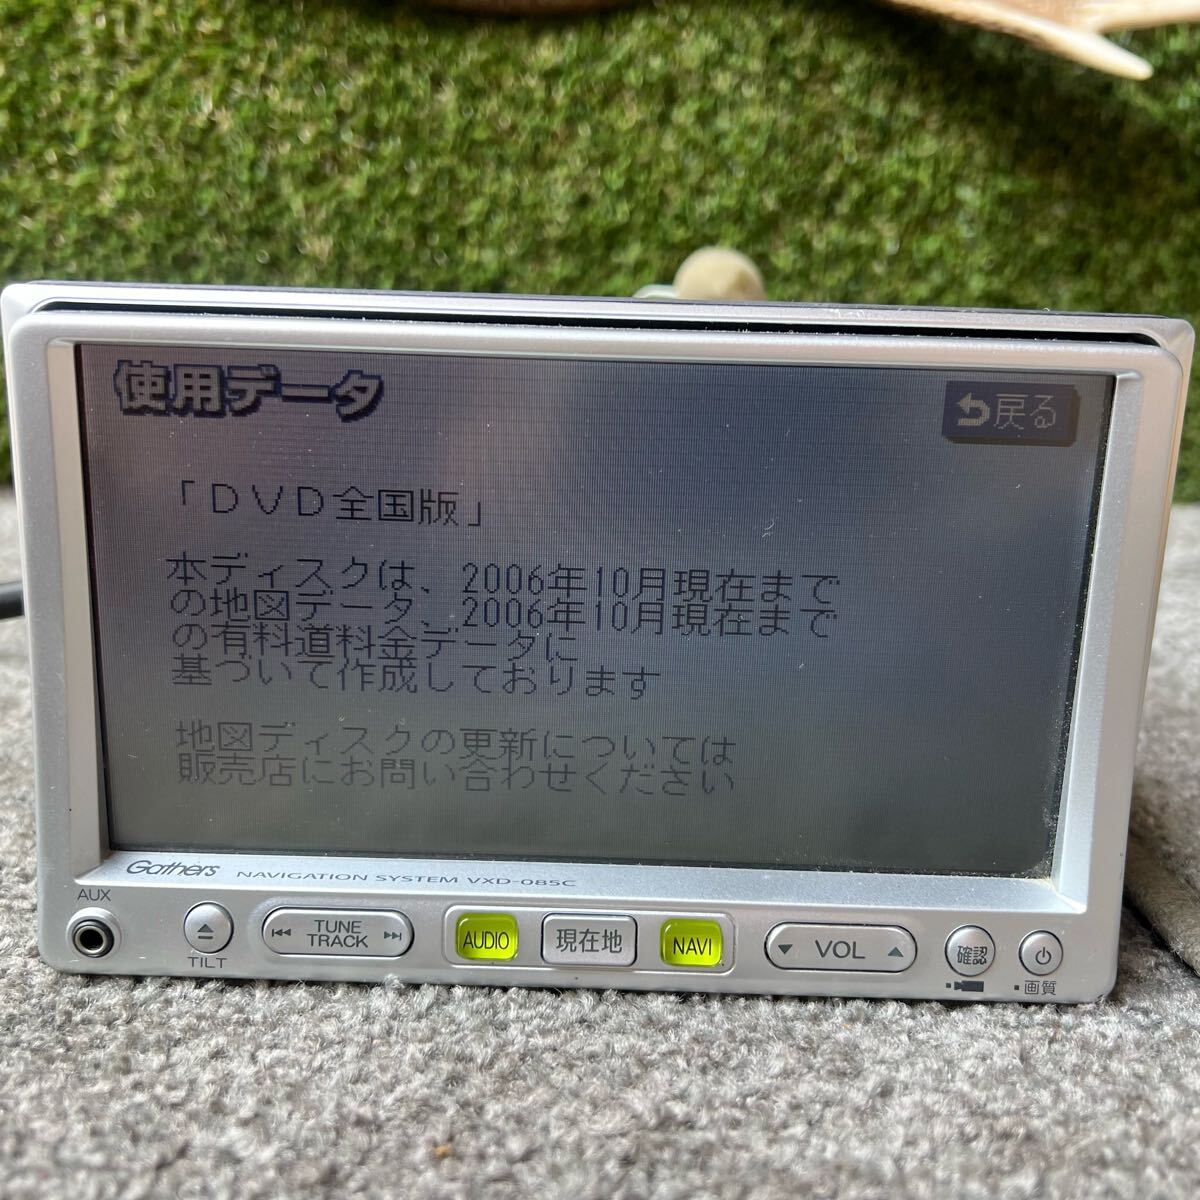 使用データ
戻る
「DVD全国版」
本ディスクは、2006年10月現在まで
の地図データ、2006年10月現在まで
の有料道料金データに
基づいて作成しております
地図ディスクの更新については
販売店にお問い合わせください
Gathers NAVIGATION SYSTEM VXD-085C
AUX
TILT
TUNE
TRACK
AUDIO
現在地
NAVI
VOL
確認
画質